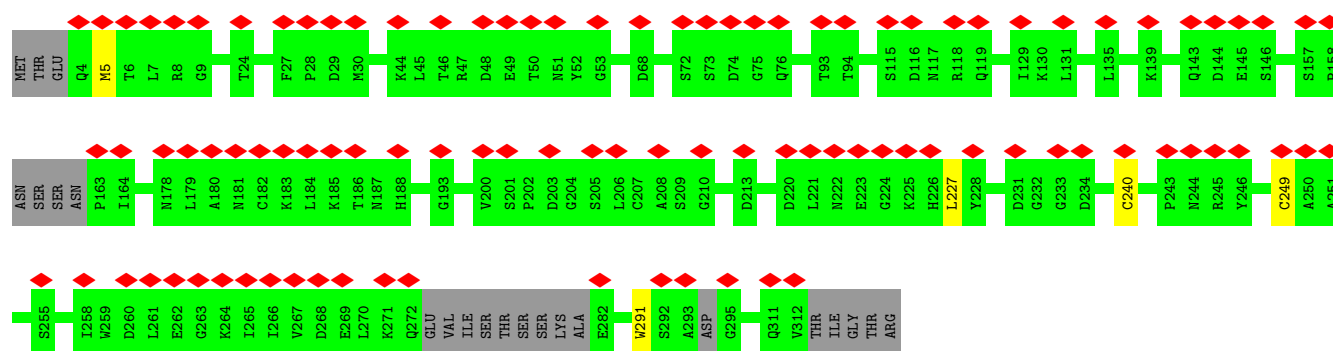 MET THR GLU Q4 M5 T6 L7 R8 G9 T24 F27 P28 D29 M30 K44 L45 T46 R47 D48 E49 T50 N51 Y52 G53 D68 S72 S73 D74 G75 Q76 T93 T94 S115 D116 N117 R118 Q119 I129 K130 L131 L135 K139 Q143 D144 E145 S146 S157 R158
ASN SER SER ASN P163 I164 N178 L179 A180 N181 C182 K183 L184 K185 T186 N187 H188 G193 V200 S201 P202 D203 G204 S205 L206 C207 A208 S209 G210 D213 D220 L221 N222 E223 G224 K225 H226 L227 Y228 D231 G232 G233 D234 C240 P243 N244 R245 Y246 C249 A250 A251
S255 I258 W259 D260 L261 E262 G263 K264 I265 I266 V267 D268 E269 L270 K271 Q272 GLU VAL ILE SER THR SER SER LYS ALA E282 W291 S292 A293 ASP G295 Q311 V312 THR ILE GLY THR ARG